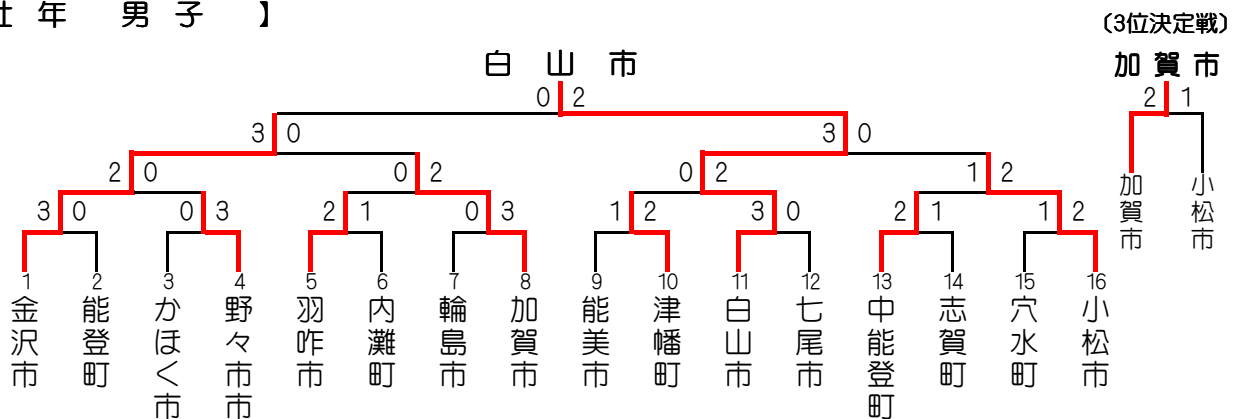 壮年 男子 】
〔3位決定戦〕
白山市
加賀市
0 2
2 1
3 0
3 0
2 0
0 2
0 2
1 2
加賀市
小松市
3 0
0 3
2 1
0 3
1 2
3 0
2 1
1 2
1
2
3
4
5
6
7
8
9
10
11
12
13
14
15
16
金沢市
能登町
かほく市
野々市市
羽咋市
内灘町
輪島市
加賀市
能美市
津幡町
白山市
七尾市
中能登町
志賀町
穴水町
小松市